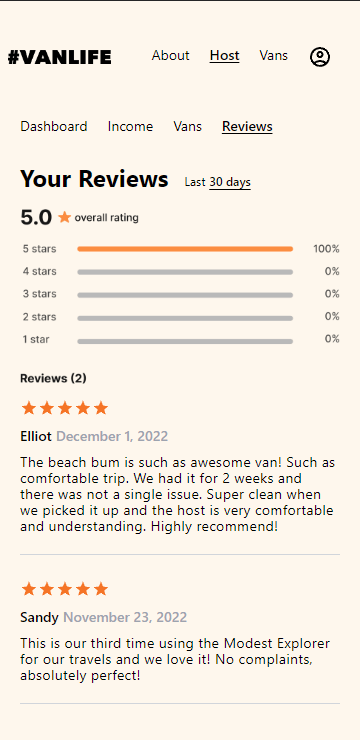 #VANLIFE About Host Vans
Dashboard Income Vans Reviews
Your Reviews Last 30 days
5.0 overall rating
5 stars 100%
4 stars 0%
3 stars 0%
2 stars 0%
1 star 0%
Reviews (2)
Elliot December 1, 2022
The beach bum is such as awesome van! Such as
comfortable trip. We had it for 2 weeks and
there was not a single issue. Super clean when
we picked it up and the host is very comfortable
and understanding. Highly recommend!
Sandy November 23, 2022
This is our third time using the Modest Explorer
for our travels and we love it! No complaints,
absolutely perfect!